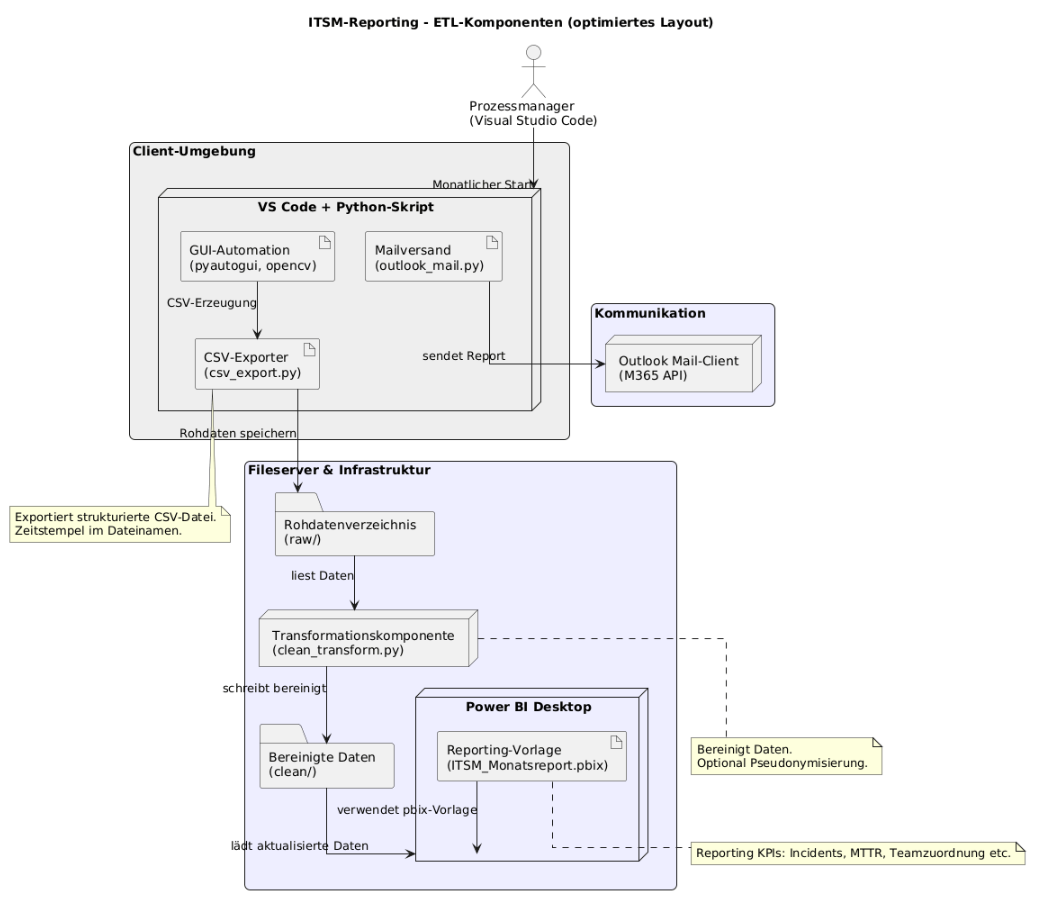 ITSM-Reporting - ETL-Komponenten (optimiertes Layout)
Prozessmanager
(Visual Studio Code)
Client-Umgebung
Monatlicher Start
VS Code + Python-Skript
GUI-Automation
(pyautogui, opencv)
Mailversand
(outlook_mail.py)
CSV-Erzeugung
Kommunikation
sendet Report
Outlook Mail-Client
(M365 API)
CSV-Exporter
(csv_export.py)
Rohdaten speichern
Fileserver & Infrastruktur
Exportiert strukturierte CSV-Datei.
Zeitstempel im Dateinamen.
Rohdatenverzeichnis
(raw/)
liest Daten
Transformationskomponente
(clean_transform.py)
schreibt bereinigt
Power BI Desktop
Bereinigte Daten
(clean/)
Reporting-Vorlage
(ITSM_Monatsreport.pbix)
Bereinigt Daten.
Optional Pseudonymisierung.
verwendet pbix-Vorlage
lädt aktualisierte Daten
Reporting KPIs: Incidents, MTTR, Teamzuordnung etc.